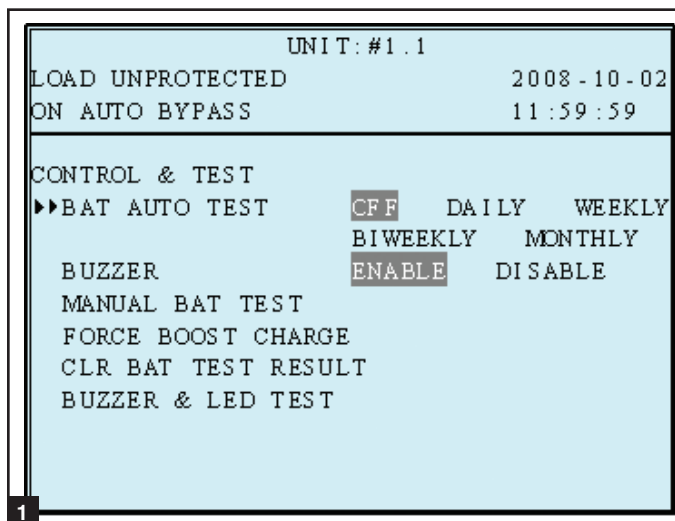 UNIT:#1.1
LOAD UNPROTECTED 2008-10-02
ON AUTO BYPASS 11:59:59
CONTROL & TEST
▶▶BAT AUTO TEST CFF DAILY WEEKLY
BIWEEKLY MONTHLY
BUZZER ENABLE DISABLE
MANUAL BAT TEST
FORCE BOOST CHARGE
CLR BAT TEST RESULT
BUZZER & LED TEST
1